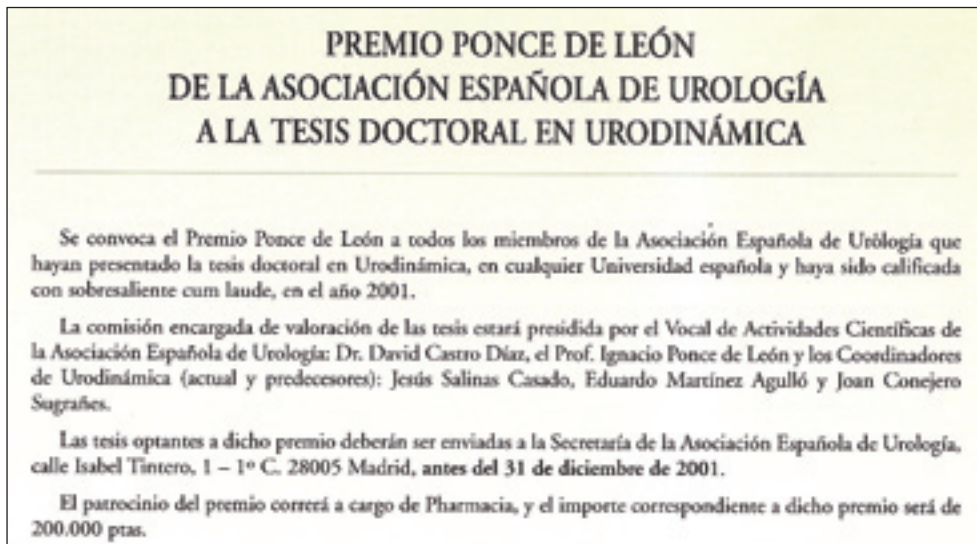 PREMIO PONCE DE LEÓN
DE LA ASOCIACIÓN ESPAÑOLA DE UROLOGÍA
A LA TESIS DOCTORAL EN URODINÁMICA
Se convoca el Premio Ponce de León a todos los miembros de la Asociación Española de Urología que
hayan presentado la tesis doctoral en Urodinámica, en cualquier Universidad española y haya sido calificada
con sobresaliente cum laude, en el año 2001.
La comisión encargada de valoración de las tesis estará presidida por el Vocal de Actividades Científicas de
la Asociación Española de Urología: Dr. David Castro Díaz, el Prof. Ignacio Ponce de León y los Coordinadores
de Urodinámica (actual y predecesores): Jesús Salinas Casado, Eduardo Martínez Agulló y Joan Conejero
Sugrañes.
Las tesis optantes a dicho premio deberán ser enviadas a la Secretaría de la Asociación Española de Urología,
calle Isabel Tintero, 1 – 1º C. 28005 Madrid, antes del 31 de diciembre de 2001.
El patrocinio del premio correrá a cargo de Pharmacia, y el importe correspondiente a dicho premio será de
200.000 ptas.